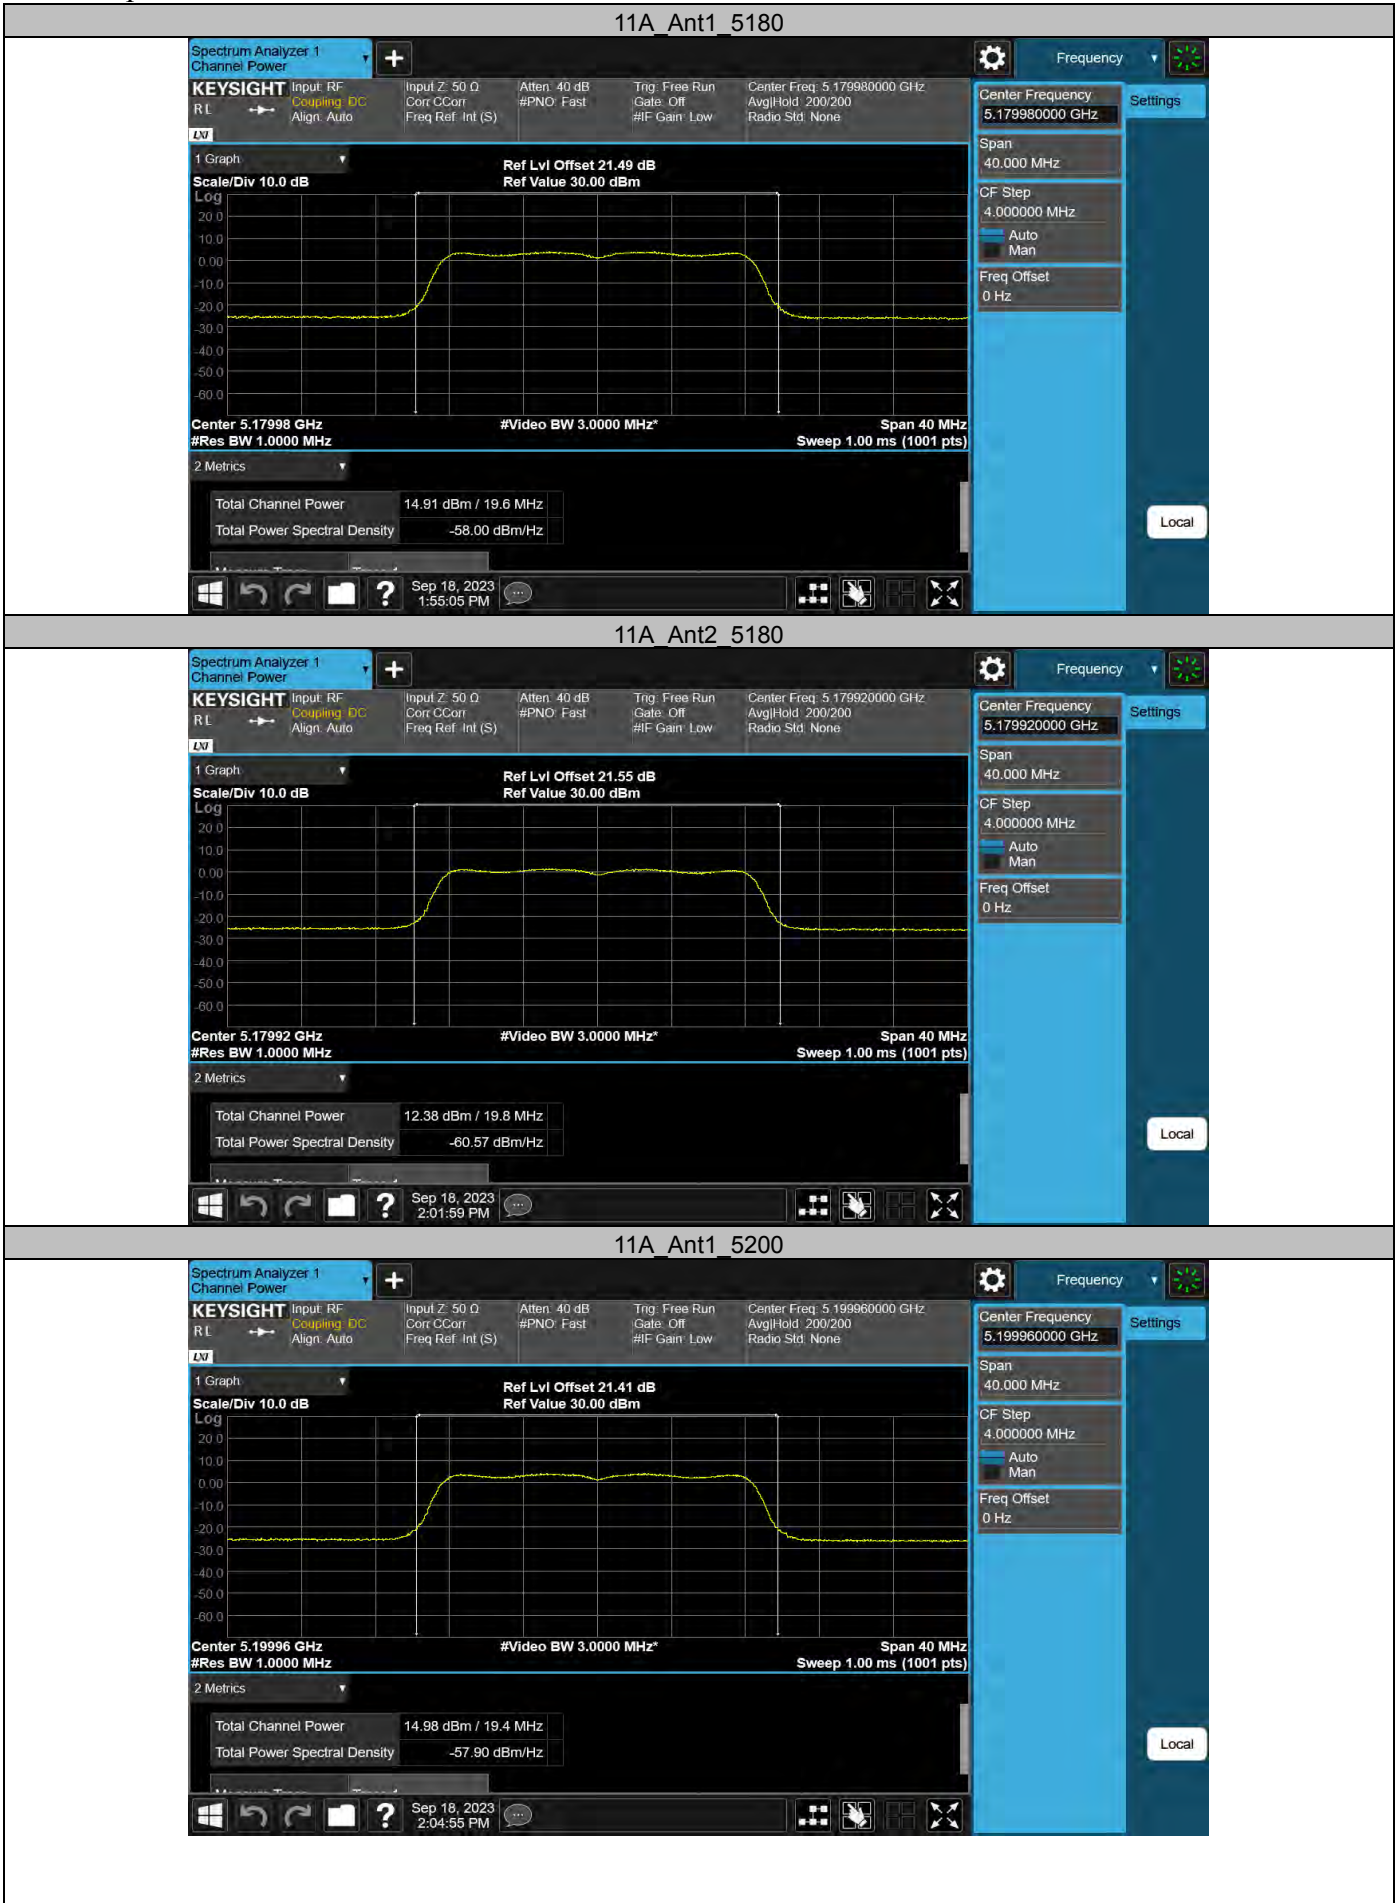 11A_Ant1_5180
Spectrum Analyzer 1
Channel Power
+
Frequency
KEYSIGHT
R L
LXI
Input: RF
Coupling: DC
Align: Auto
Input Z: 50 Ω
Corr CCorr
Freq Ref: Int (S)
Atten: 40 dB
#PNO: Fast
Trig: Free Run
Gate: Off
#IF Gain: Low
Center Freq: 5.179980000 GHz
Avg|Hold: 200/200
Radio Std: None
Center Frequency
5.179980000 GHz
Settings
Span
40.000 MHz
CF Step
4.000000 MHz
Auto
Man
Freq Offset
0 Hz
Local
1 Graph
Scale/Div 10.0 dB
Ref Lvl Offset 21.49 dB
Ref Value 30.00 dBm
Log
20.0
10.0
0.00
-10.0
-20.0
-30.0
-40.0
-50.0
-60.0
Center 5.17998 GHz
#Video BW 3.0000 MHz*
Span 40 MHz
#Res BW 1.0000 MHz
Sweep 1.00 ms (1001 pts)
2 Metrics
Total Channel Power 14.91 dBm / 19.6 MHz
Total Power Spectral Density -58.00 dBm/Hz
?
Sep 18, 2023
1:55:05 PM
11A_Ant2_5180
Spectrum Analyzer 1
Channel Power
+
Frequency
KEYSIGHT
R L
LXI
Input: RF
Coupling: DC
Align: Auto
Input Z: 50 Ω
Corr CCorr
Freq Ref: Int (S)
Atten: 40 dB
#PNO: Fast
Trig: Free Run
Gate: Off
#IF Gain: Low
Center Freq: 5.179920000 GHz
Avg|Hold: 200/200
Radio Std: None
Center Frequency
5.179920000 GHz
Settings
Span
40.000 MHz
CF Step
4.000000 MHz
Auto
Man
Freq Offset
0 Hz
Local
1 Graph
Scale/Div 10.0 dB
Ref Lvl Offset 21.55 dB
Ref Value 30.00 dBm
Log
20.0
10.0
0.00
-10.0
-20.0
-30.0
-40.0
-50.0
-60.0
Center 5.17992 GHz
#Video BW 3.0000 MHz*
Span 40 MHz
#Res BW 1.0000 MHz
Sweep 1.00 ms (1001 pts)
2 Metrics
Total Channel Power 12.38 dBm / 19.8 MHz
Total Power Spectral Density -60.57 dBm/Hz
?
Sep 18, 2023
2:01:59 PM
11A_Ant1_5200
Spectrum Analyzer 1
Channel Power
+
Frequency
KEYSIGHT
R L
LXI
Input: RF
Coupling: DC
Align: Auto
Input Z: 50 Ω
Corr CCorr
Freq Ref: Int (S)
Atten: 40 dB
#PNO: Fast
Trig: Free Run
Gate: Off
#IF Gain: Low
Center Freq: 5.199960000 GHz
Avg|Hold: 200/200
Radio Std: None
Center Frequency
5.199960000 GHz
Settings
Span
40.000 MHz
CF Step
4.000000 MHz
Auto
Man
Freq Offset
0 Hz
Local
1 Graph
Scale/Div 10.0 dB
Ref Lvl Offset 21.41 dB
Ref Value 30.00 dBm
Log
20.0
10.0
0.00
-10.0
-20.0
-30.0
-40.0
-50.0
-60.0
Center 5.19996 GHz
#Video BW 3.0000 MHz*
Span 40 MHz
#Res BW 1.0000 MHz
Sweep 1.00 ms (1001 pts)
2 Metrics
Total Channel Power 14.98 dBm / 19.4 MHz
Total Power Spectral Density -57.90 dBm/Hz
?
Sep 18, 2023
2:04:55 PM